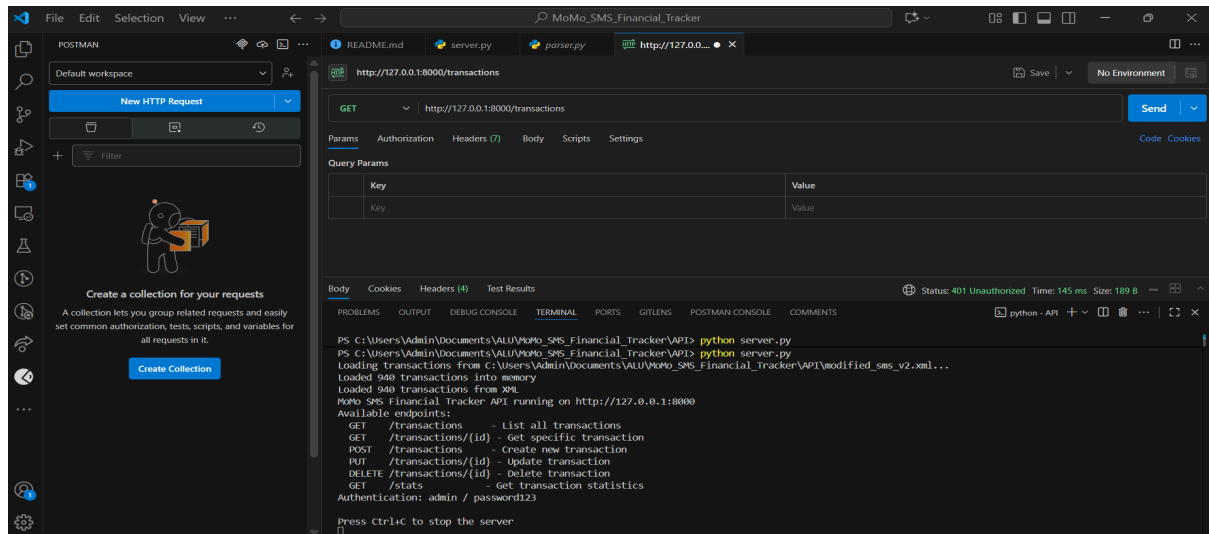 File Edit Selection View ··· MoMo_SMS_Financial_Tracker
POSTMAN
Default workspace
New HTTP Request
Filter
Create a collection for your requests
A collection lets you group related requests and easily
set common authorization, tests, scripts, and variables for
all requests in it.
Create Collection
README.md server.py parser.py http://127.0.0....
http://127.0.0.1:8000/transactions Save No Environment
GET http://127.0.0.1:8000/transactions Send
Params Authorization Headers (7) Body Scripts Settings Code Cookies
Query Params
Key Value
Key Value
Body Cookies Headers (4) Test Results Status: 401 Unauthorized Time: 145 ms Size: 189 B
PROBLEMS OUTPUT DEBUG CONSOLE TERMINAL PORTS GITLENS POSTMAN CONSOLE COMMENTS python - API
PS C:\Users\Admin\Documents\ALU\MoMo_SMS_Financial_Tracker\API> python server.py
PS C:\Users\Admin\Documents\ALU\MoMo_SMS_Financial_Tracker\API> python server.py
Loading transactions from C:\Users\Admin\Documents\ALU\MoMo_SMS_Financial_Tracker\API\modified_sms_v2.xml...
Loaded 940 transactions into memory
Loaded 940 transactions from XML
MoMo SMS Financial Tracker API running on http://127.0.0.1:8000
Available endpoints:
GET /transactions - List all transactions
GET /transactions/{id} - Get specific transaction
POST /transactions - Create new transaction
PUT /transactions/{id} - Update transaction
DELETE /transactions/{id} - Delete transaction
GET /stats - Get transaction statistics
Authentication: admin / password123
Press Ctrl+C to stop the server